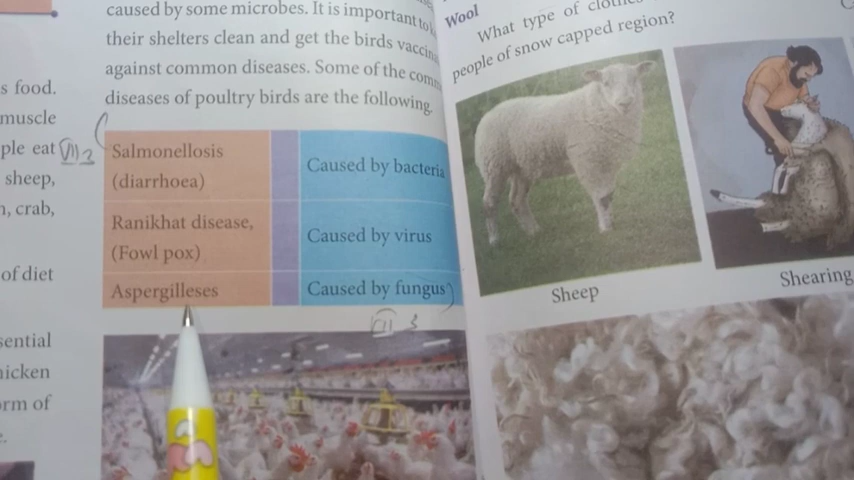 s food.
muscle
ple eat
sheep,
, crab,
of diet
sential
icken
rm of
caused by some microbes. It is important to
their shelters clean and get the birds
against common diseases. Some of the
diseases of poultry birds are the following.
Salmonellosis
(diarrhoea)
Caused by bacteria
Ranikhat disease,
(Fowl pox)
Caused by virus
Aspergilleses
Caused by fungus
3
Wool
What type of
people of snow capped region?
Sheep
Shearing